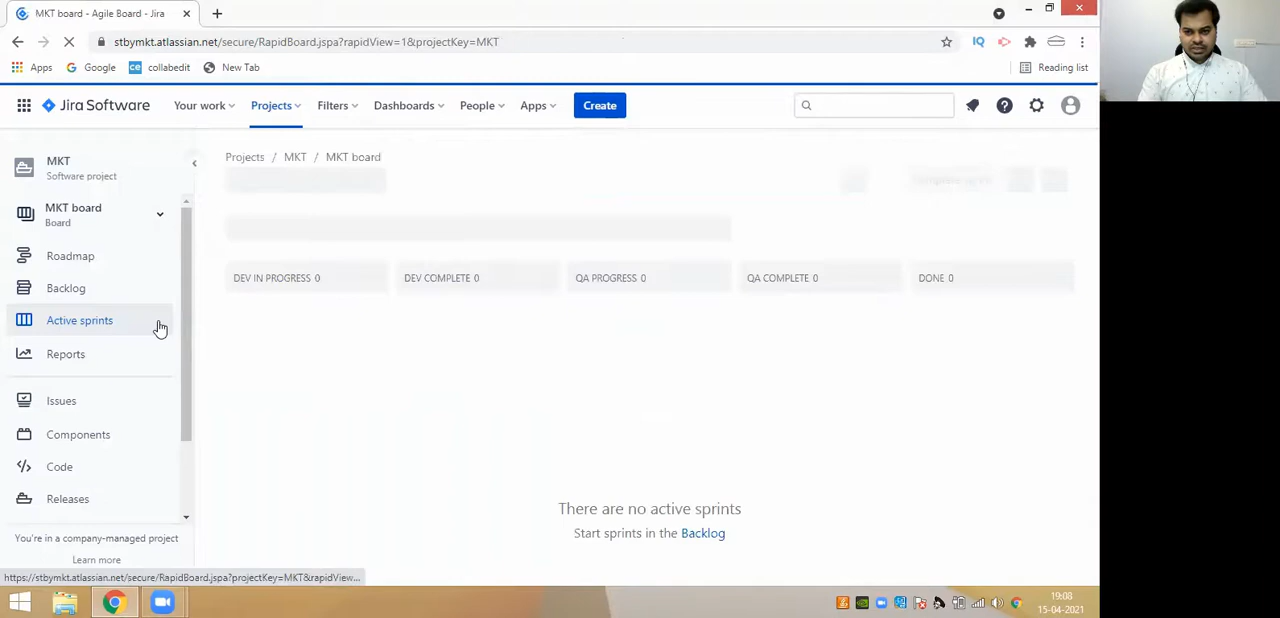 MKT board - Agile Board - Jira
stbymkt.atlassian.net/secure/RapidBoard.jspa?rapidView=1&projectKey=MKT
IQ
Apps
Google
ce collabedit
New Tab
Reading list
Jira Software
Your work
Projects
Filters
Dashboards
People
Apps
Create
MKT
Software project
MKT board
Board
Roadmap
Backlog
Active sprints
Reports
Issues
Components
Code
Releases
You're in a company-managed project
Learn more
Projects / MKT / MKT board
DEV IN PROGRESS 0
DEV COMPLETE 0
QA PROGRESS 0
QA COMPLETE 0
DONE 0
There are no active sprints
Start sprints in the Backlog
https://stbymkt.atlassian.net/secure/RapidBoard.jspa?projectKey=MKT&rapidView...
19:08
15-04-2021